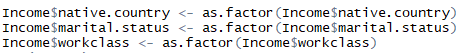 Income$native.country <- as.factor(Income$native.country)
Income$marital.status <- as.factor(Income$marital.status)
Income$workclass <- as.factor(Income$workclass)